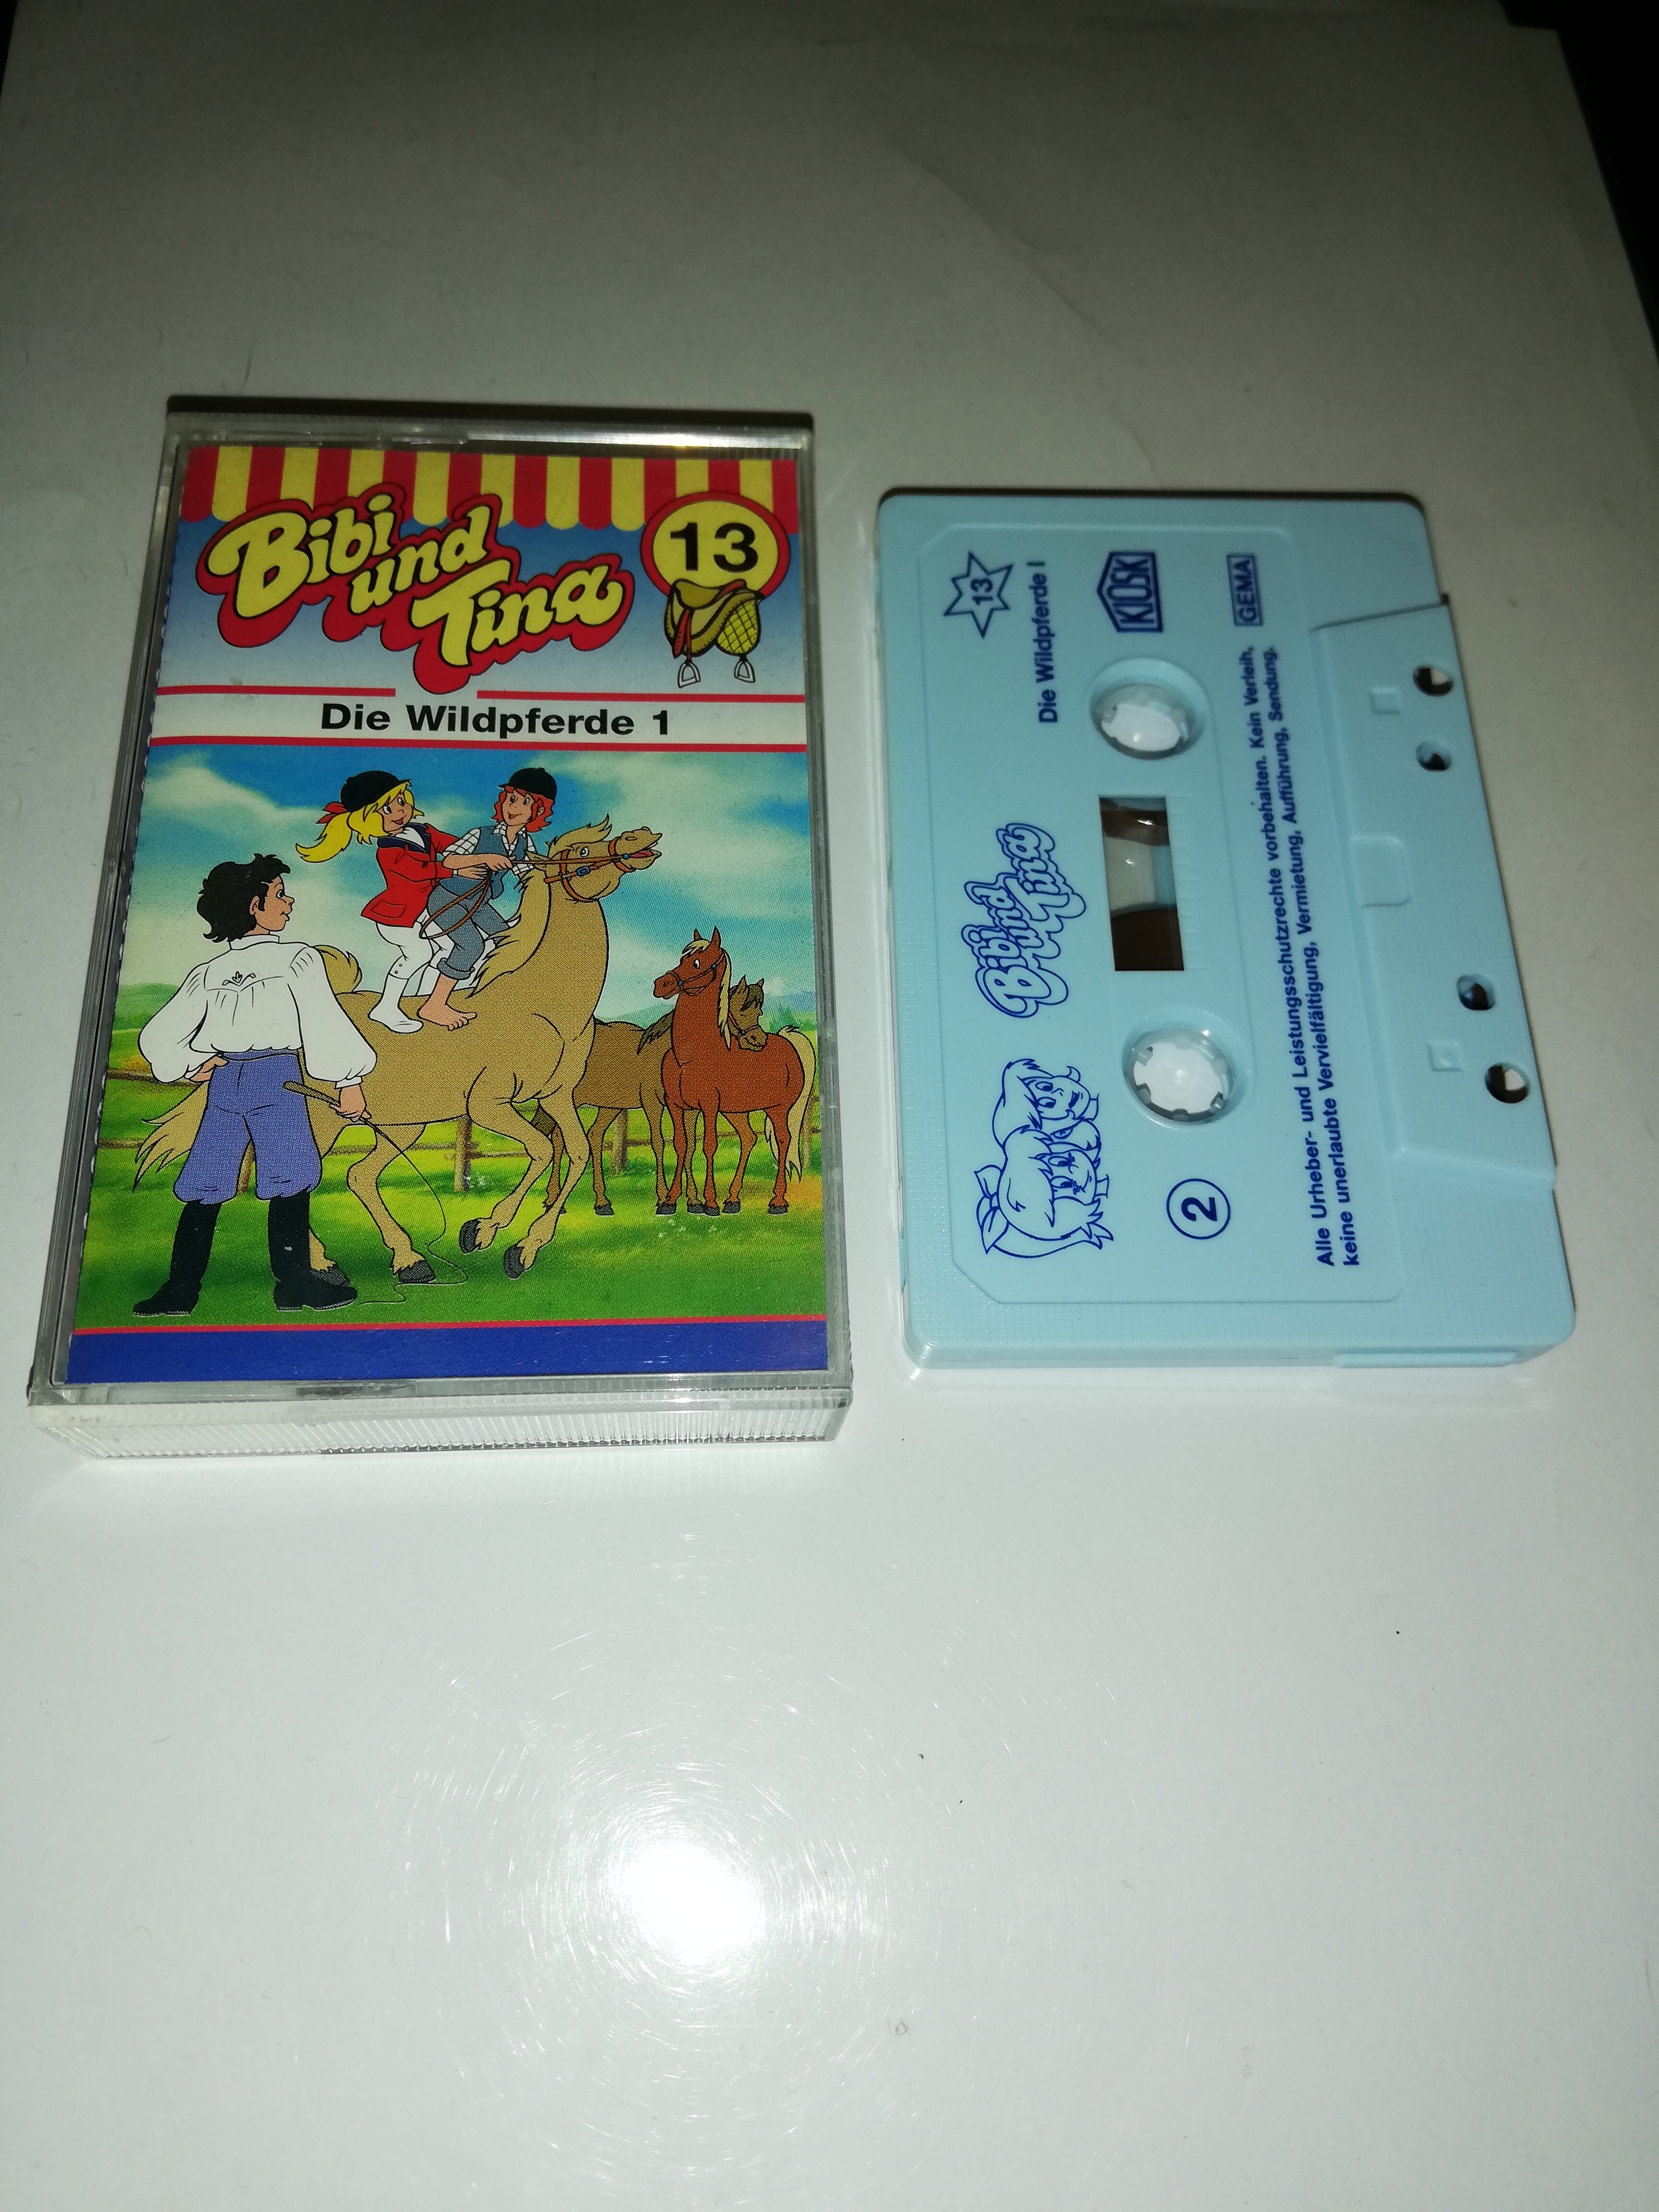 Bibi
und
Tina
13
Die Wildpferde 1
13
Die Wildpferde I
KIOSK
GEMA
Bibi
und
Tina
2
Alle Urheber- und Leistungsschutzrechte vorbehalten. Kein Verleih,
keine unerlaubte Vervielfältigung, Vermietung, Aufführung, Sendung.